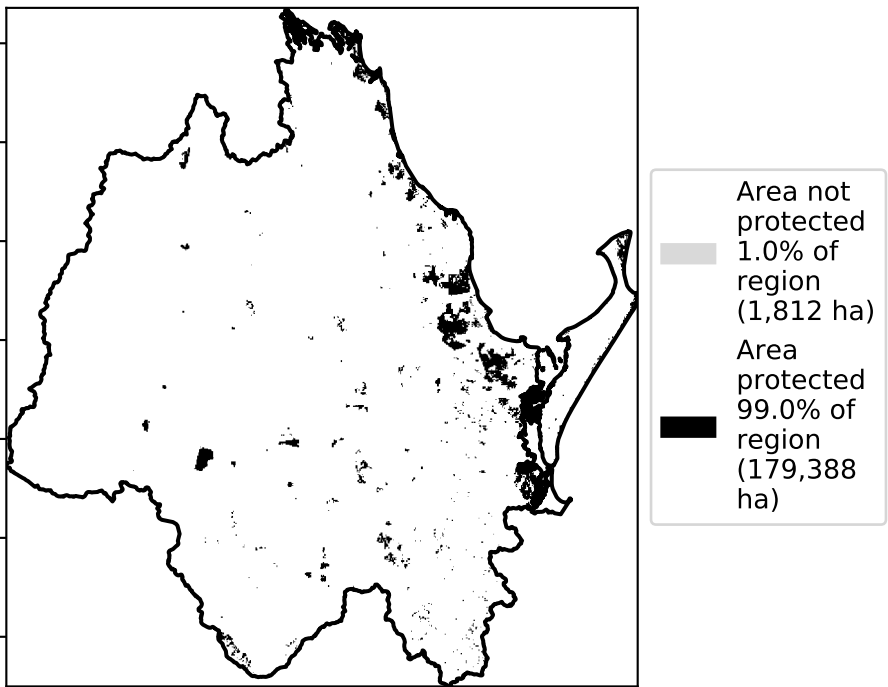 Area not
protected
1.0% of
region
(1,812 ha)
Area
protected
99.0% of
region
(179,388
ha)